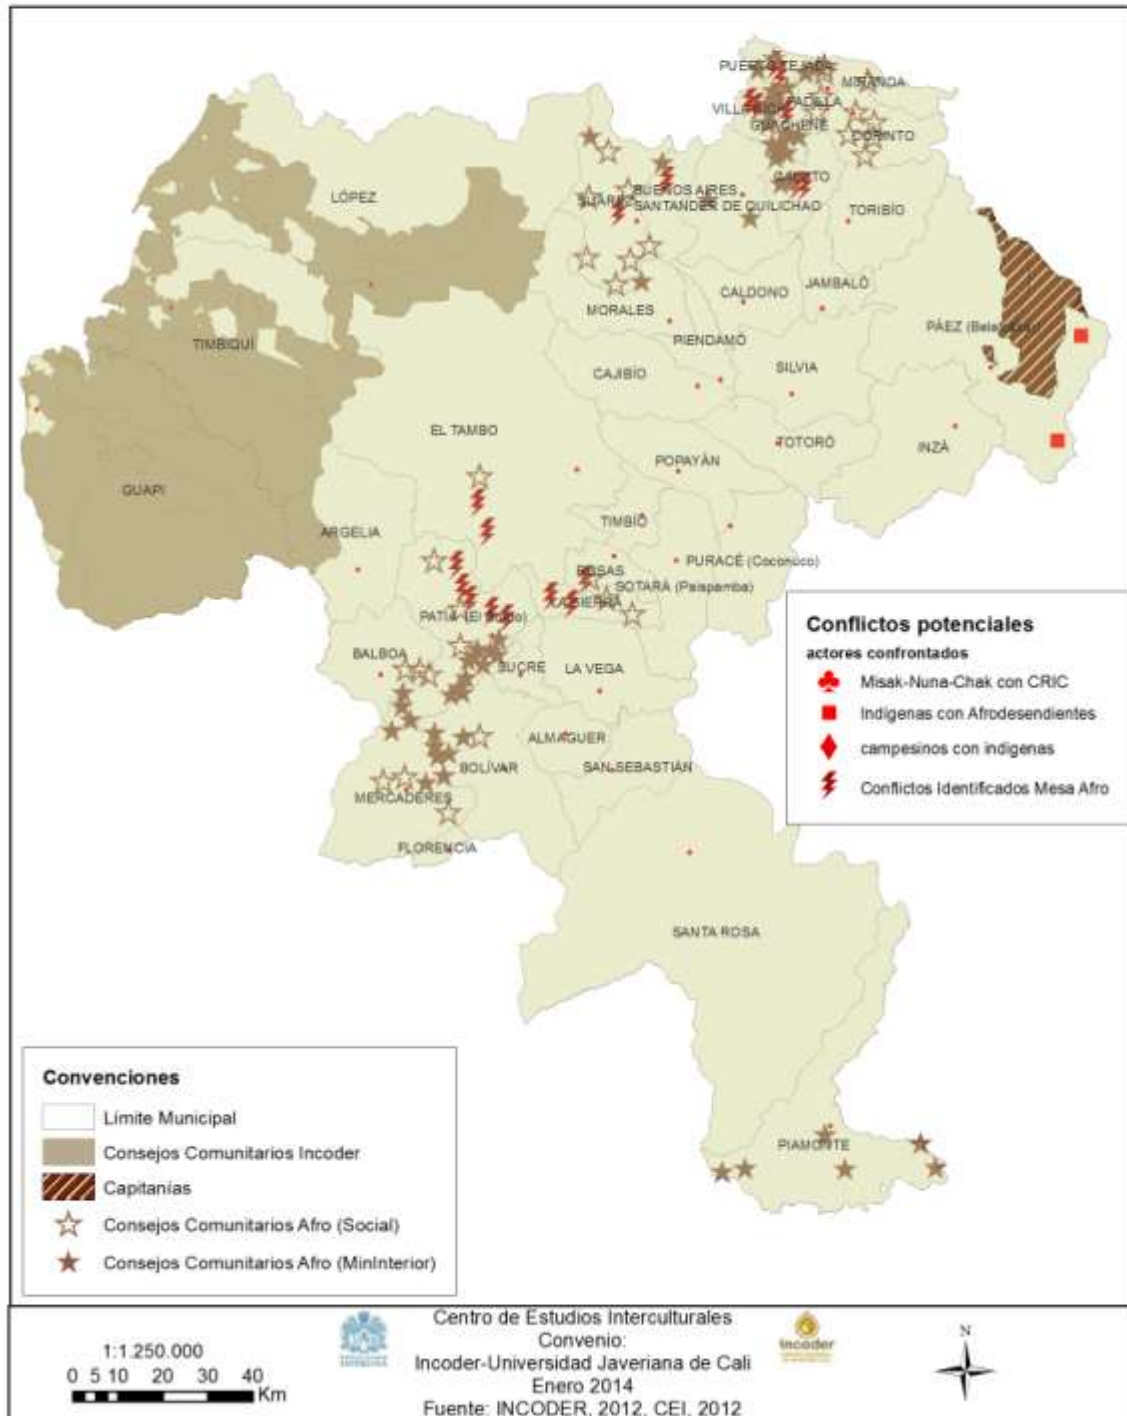 PUERTO TEJADA
MIRANDA
PADILLA
VILLA RICA
GUACHENÉ
CORINTO
LÓPEZ
CALOTO
BUENOS AIRES
SUÁREZ
SANTANDER DE QUILICHAO
TORIBÍO
CALDONO
JAMBALÓ
MORALES
TIMBIQUÍ
PIENDAMÓ
PÁEZ
CAJIBÍO
SILVIA
EL TAMBO
TOTORÓ
INZÁ
POPAYÁN
GUAPI
TIMBÍO
ARGELIA
PURACÉ (Coconuco)
ROSAS
SOTARÁ (Paispamba)
LA SIERRA
PATÍA
BALBOA
SUCRE
LA VEGA
ALMAGUER
BOLÍVAR
SAN SEBASTIÁN
MERCADERES
FLORENCIA
SANTA ROSA
PIAMONTE
Conflictos potenciales
actores confrontados
Misak-Nuna-Chak con CRIC
Indígenas con Afrodesendientes
campesinos con indigenas
Conflictos Identificados Mesa Afro
Convenciones
Límite Municipal
Consejos Comunitarios Incoder
Capitanías
Consejos Comunitarios Afro (Social)
Consejos Comunitarios Afro (MinInterior)
1:1.250.000
0 5 10 20 30 40
Km
Centro de Estudios Interculturales
Convenio:
Incoder-Universidad Javeriana de Cali
Enero 2014
Fuente: INCODER, 2012, CEI, 2012
Incoder
N